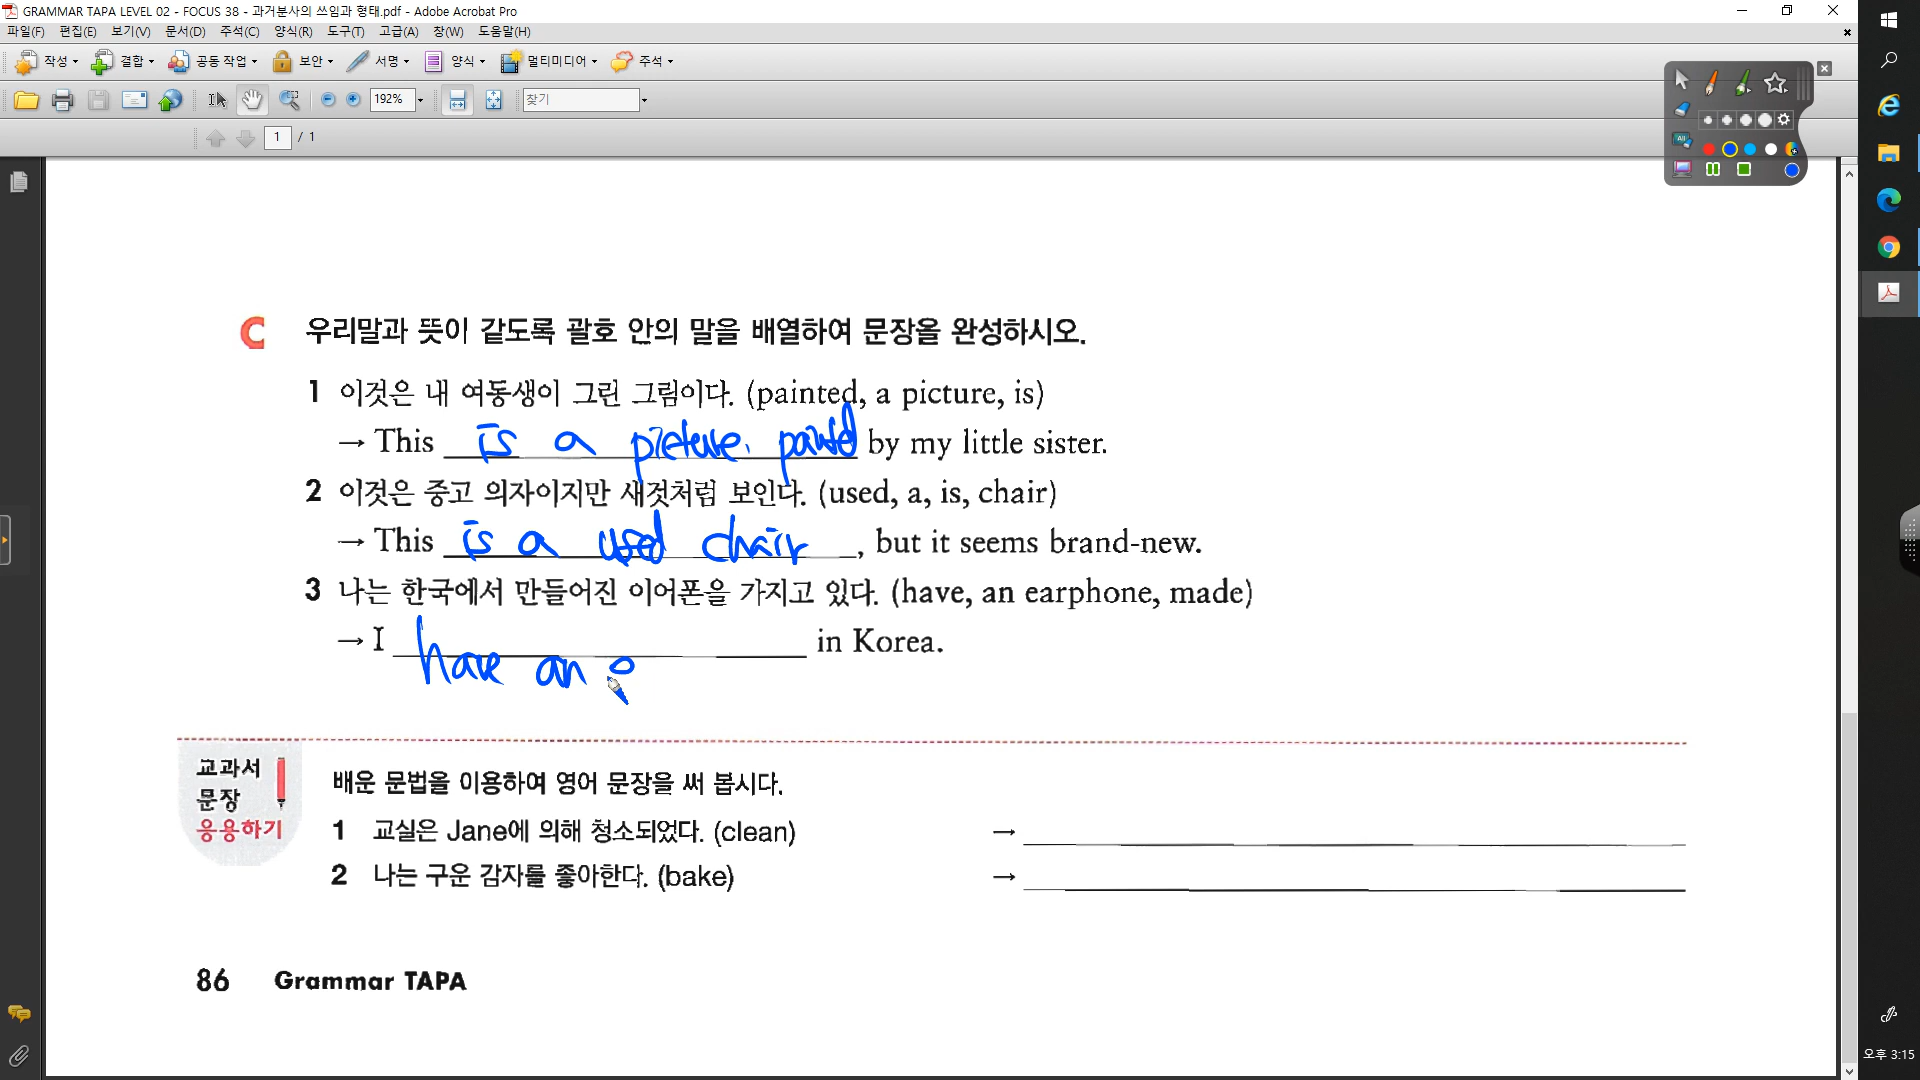 GRAMMAR TAPA LEVEL 02 - FOCUS 38 - 과거분사의 쓰임과 형태.pdf - Adobe Acrobat Pro
파일(F) 편집(E) 보기(V) 문서(D) 주석(C) 양식(R) 도구(T) 고급(A) 창(W) 도움말(H)
작성 결합 공동 작업 보안 서명 양식 멀티미디어 주석
192% 찾기
1 / 1
All
C 우리말과 뜻이 같도록 괄호 안의 말을 배열하여 문장을 완성하시오.
1 이것은 내 여동생이 그린 그림이다. (painted, a picture, is)
→ This is a picture painted by my little sister.
2 이것은 중고 의자이지만 새것처럼 보인다. (used, a, is, chair)
→ This is a used chair, but it seems brand-new.
3 나는 한국에서 만들어진 이어폰을 가지고 있다. (have, an earphone, made)
→ I have an in Korea.
교과서
문장
응용하기
배운 문법을 이용하여 영어 문장을 써 봅시다.
1 교실은 Jane에 의해 청소되었다. (clean) →
2 나는 구운 감자를 좋아한다. (bake) →
86 Grammar TAPA
오후 3:15